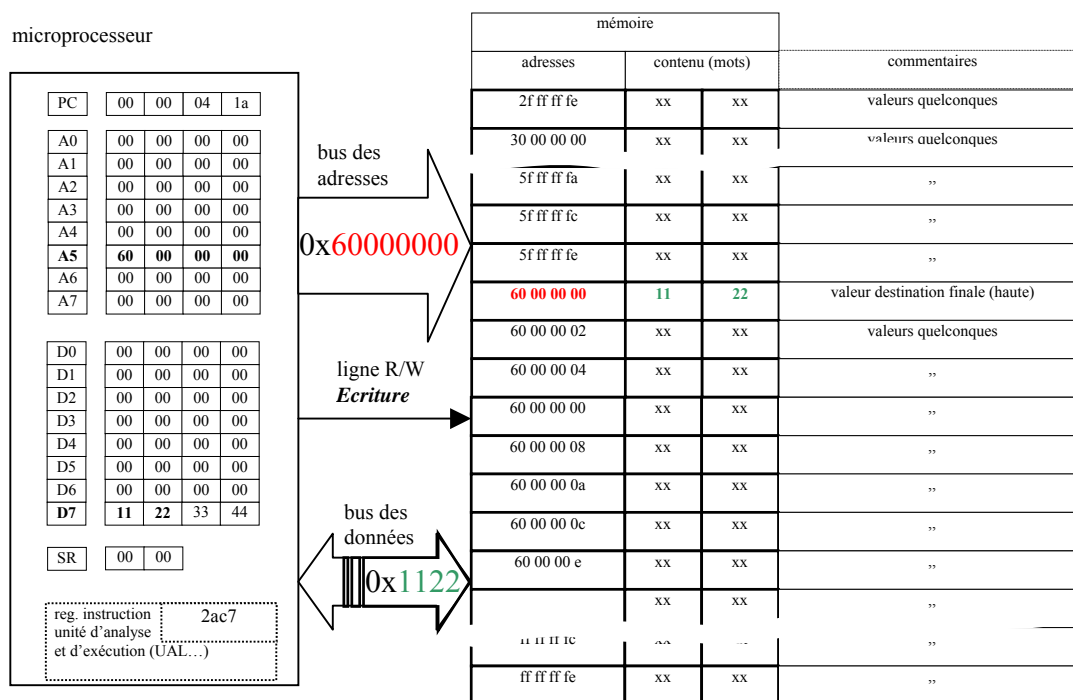 microprocesseur
PC 00 00 04 1a
A0 00 00 00 00
A1 00 00 00 00
A2 00 00 00 00
A3 00 00 00 00
A4 00 00 00 00
A5 60 00 00 00
A6 00 00 00 00
A7 00 00 00 00
D0 00 00 00 00
D1 00 00 00 00
D2 00 00 00 00
D3 00 00 00 00
D4 00 00 00 00
D5 00 00 00 00
D6 00 00 00 00
D7 11 22 33 44
SR 00 00
reg. instruction 2ac7
unité d'analyse
et d'exécution (UAL…)
bus des
adresses
0x60000000
ligne R/W
Ecriture
bus des
données
0x1122
mémoire
adresses contenu (mots) commentaires
2f ff ff fe xx xx valeurs quelconques
30 00 00 00 xx xx valeurs quelconques
5f ff ff fa xx xx ,,
5f ff ff fc xx xx ,,
5f ff ff fe xx xx ,,
60 00 00 00 11 22 valeur destination finale (haute)
60 00 00 02 xx xx valeurs quelconques
60 00 00 04 xx xx ,,
60 00 00 00 xx xx ,,
60 00 00 08 xx xx ,,
60 00 00 0a xx xx ,,
60 00 00 0c xx xx ,,
60 00 00 e xx xx ,,
xx xx ,,
ff ff ff fc xx ,,
ff ff ff fe xx xx ,,